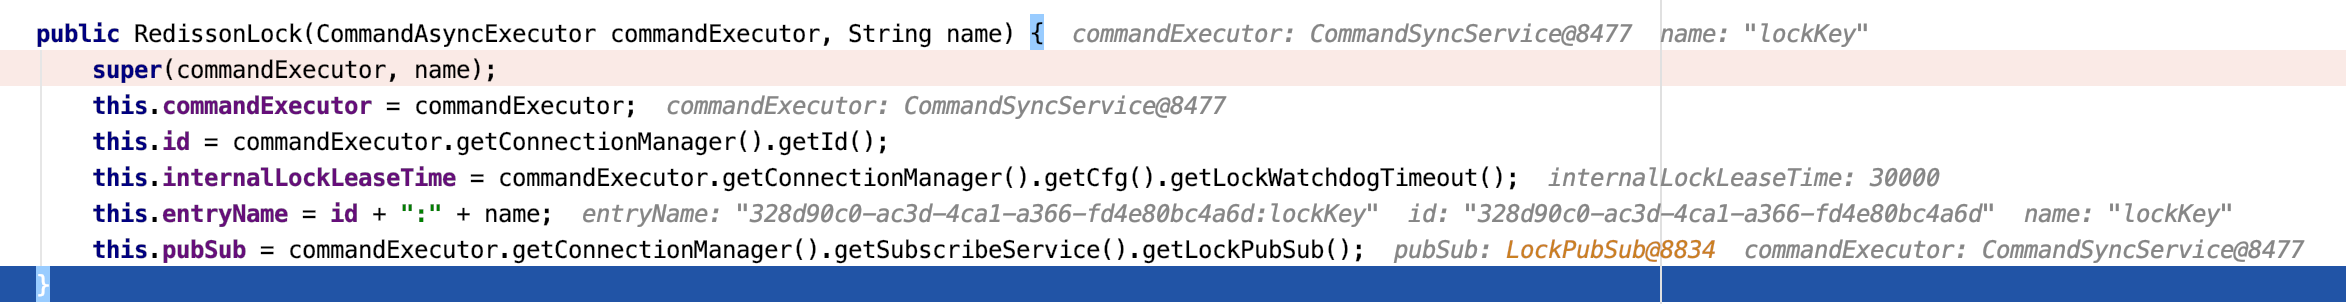 public RedissonLock(CommandAsyncExecutor commandExecutor, String name) {  commandExecutor: CommandSyncService@8477  name: "lockKey"
    super(commandExecutor, name);
    this.commandExecutor = commandExecutor;  commandExecutor: CommandSyncService@8477
    this.id = commandExecutor.getConnectionManager().getId();
    this.internalLockLeaseTime = commandExecutor.getConnectionManager().getCfg().getLockWatchdogTimeout();  internalLockLeaseTime: 30000
    this.entryName = id + ":" + name;  entryName: "328d90c0-ac3d-4ca1-a366-fd4e80bc4a6d:lockKey"  id: "328d90c0-ac3d-4ca1-a366-fd4e80bc4a6d"  name: "lockKey"
    this.pubSub = commandExecutor.getConnectionManager().getSubscribeService().getLockPubSub();  pubSub: LockPubSub@8834  commandExecutor: CommandSyncService@8477
}